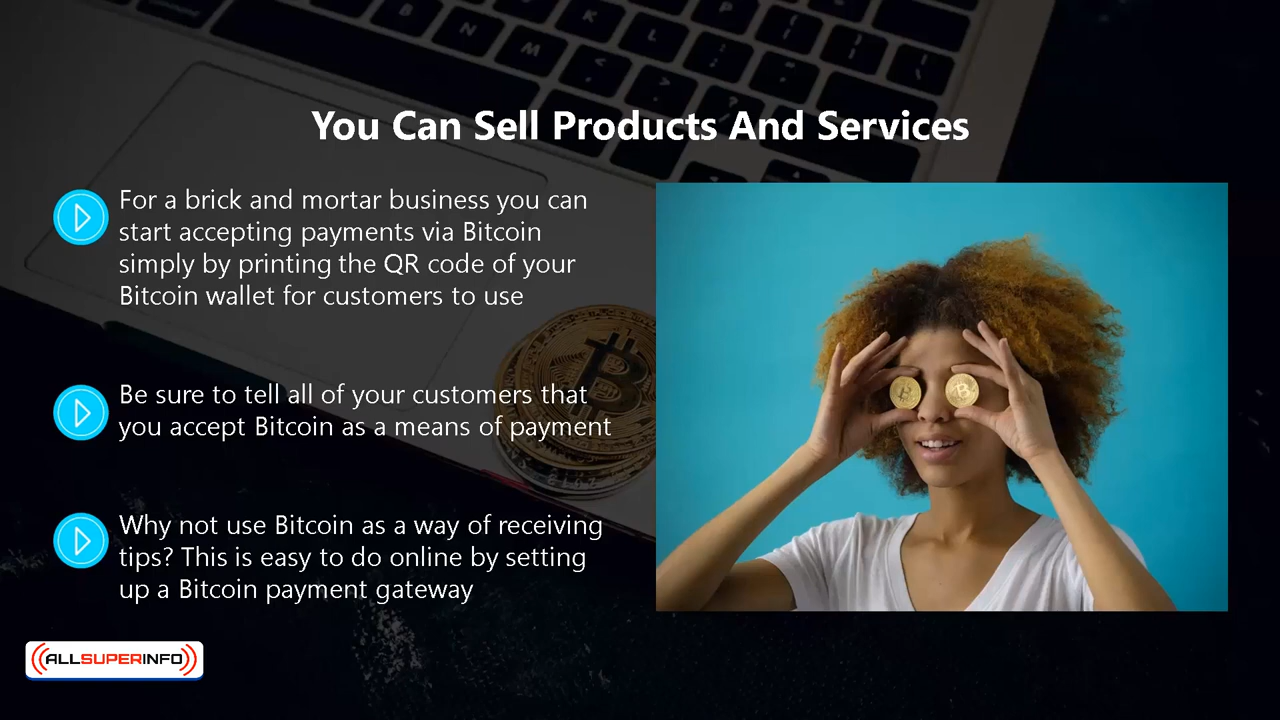 You Can Sell Products And Services
For a brick and mortar business you can
start accepting payments via Bitcoin
simply by printing the QR code of your
Bitcoin wallet for customers to use
Be sure to tell all of your customers that
you accept Bitcoin as a means of payment
Why not use Bitcoin as a way of receiving
tips? This is easy to do online by setting
up a Bitcoin payment gateway
ALLSUPERINFO